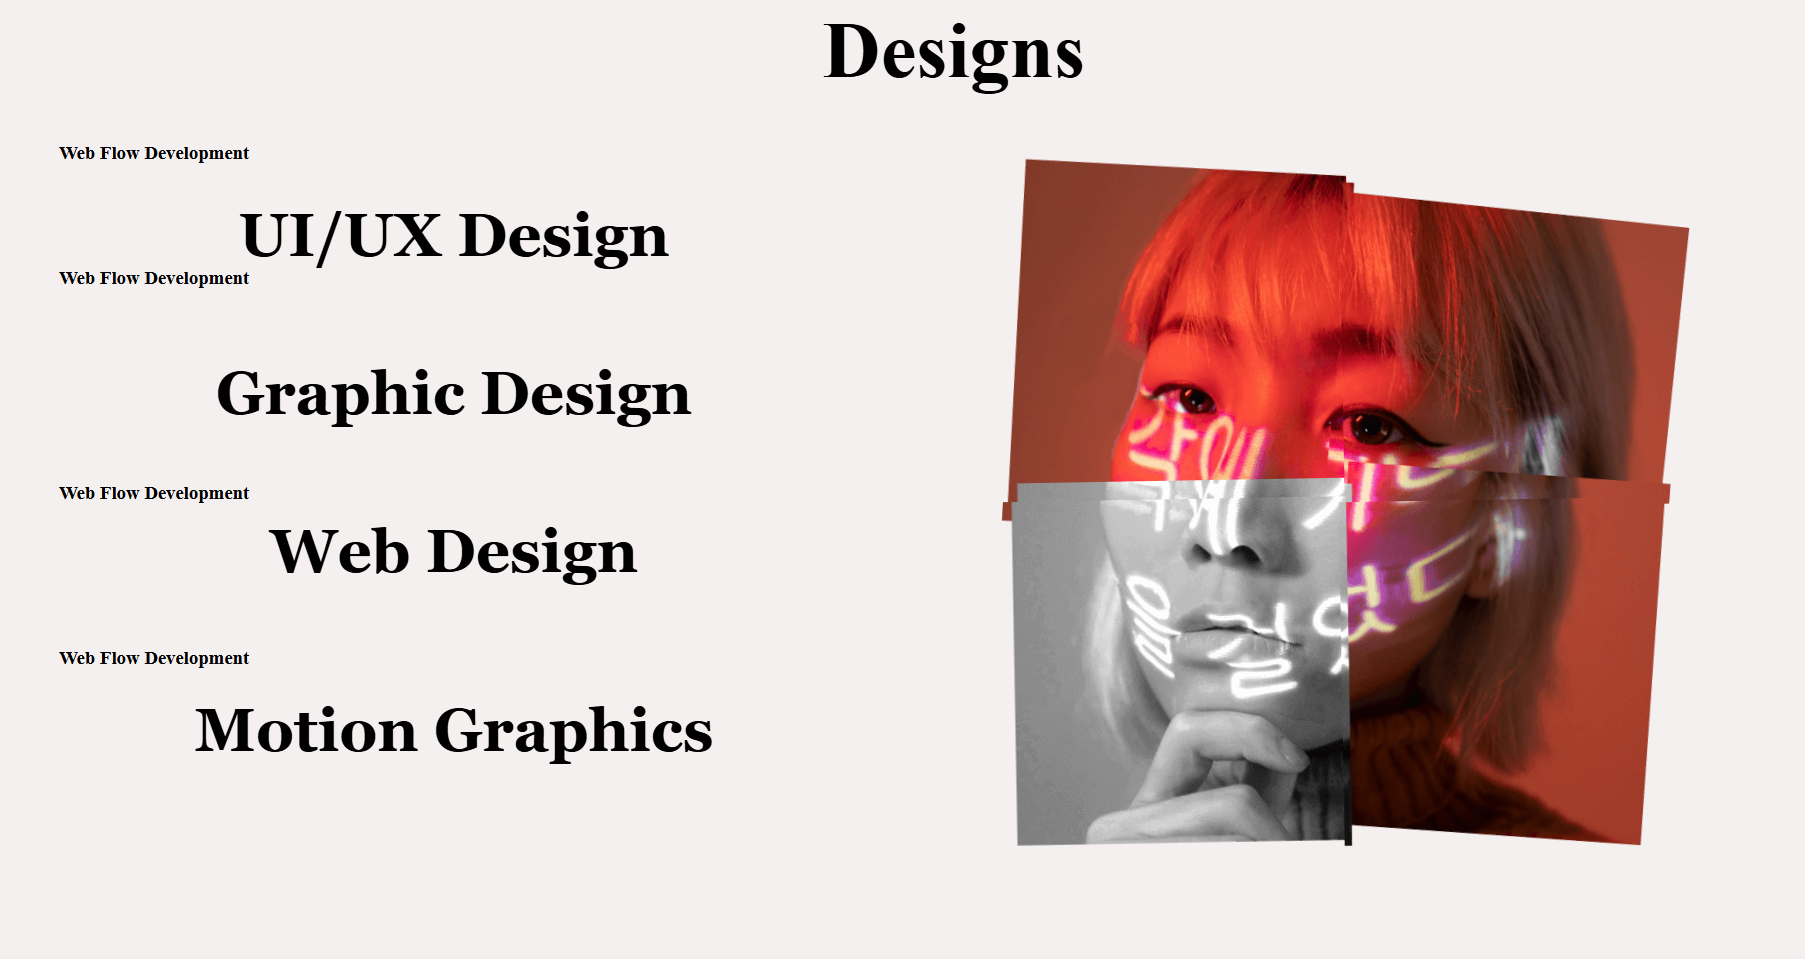 Designs
Web Flow Development
UI/UX Design
Web Flow Development
Graphic Design
Web Flow Development
Web Design
Web Flow Development
Motion Graphics